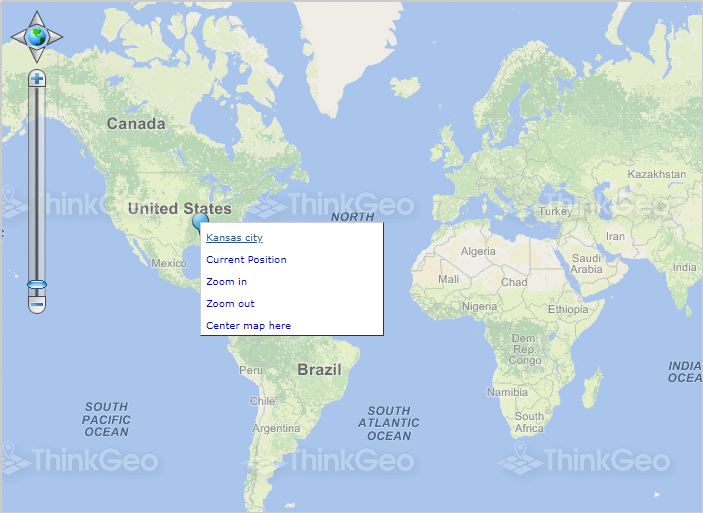 Canada
Kazakhstan
ThinkGeo
United States
ThinkGeo
NORTH
ThinkGeo
Turkey
Iran
Kansas city
Algeria
Saudi
Arabia
Mexico
Current Position
India
Mali
Chad
Zoom in
Nigeria
Ethiopia
Zoom out
Center map here
Dem.
Rep.
Congo
Peru
Brazil
INDIA
OCEA
Namibia
Chile
SOUTH
PACIFIC
OCEAN
SOUTH
ATLANTIC
OCEAN
South
Africa
Argentina
ThinkGeo
ThinkGeo
ThinkGeo